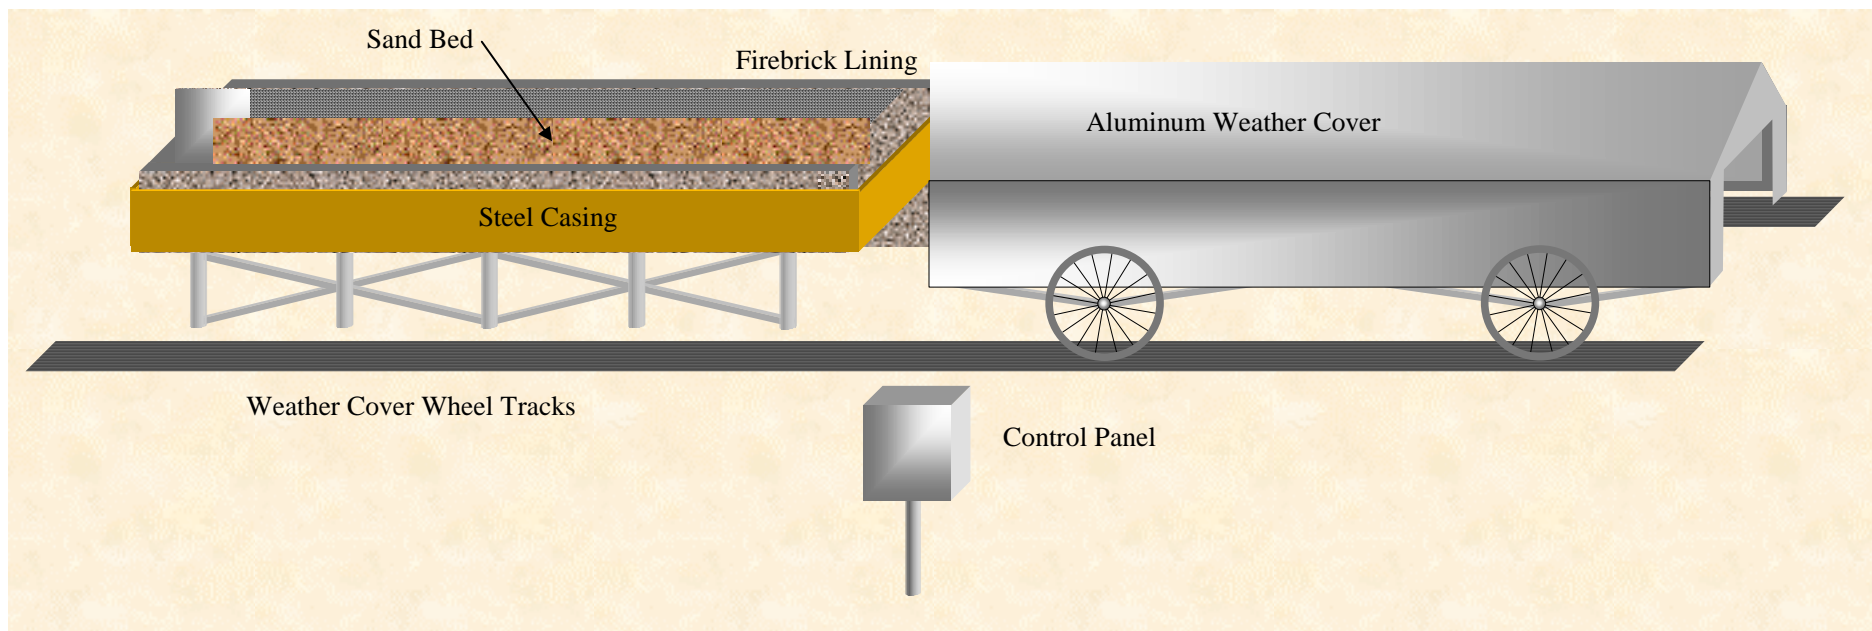 Sand Bed
Firebrick Lining
Aluminum Weather Cover
Steel Casing
Weather Cover Wheel Tracks
Control Panel